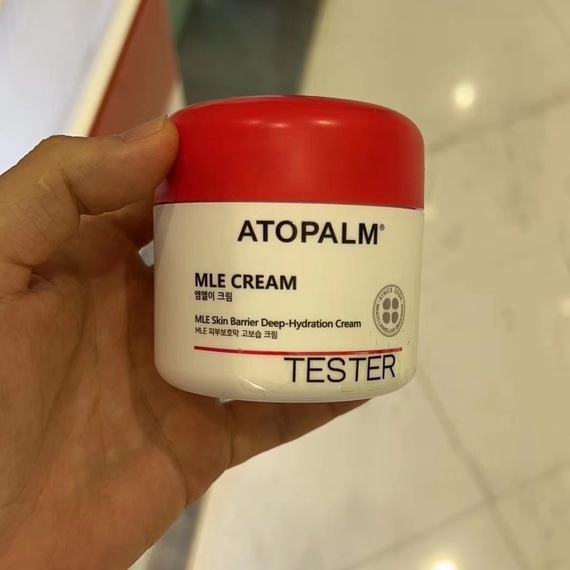 ATOPALM®
MLE CREAM
엠엘이 크림
MLE Skin Barrier Deep-Hydration Cream
MLE 피부보호막 고보습 크림
SINCE
TESTER